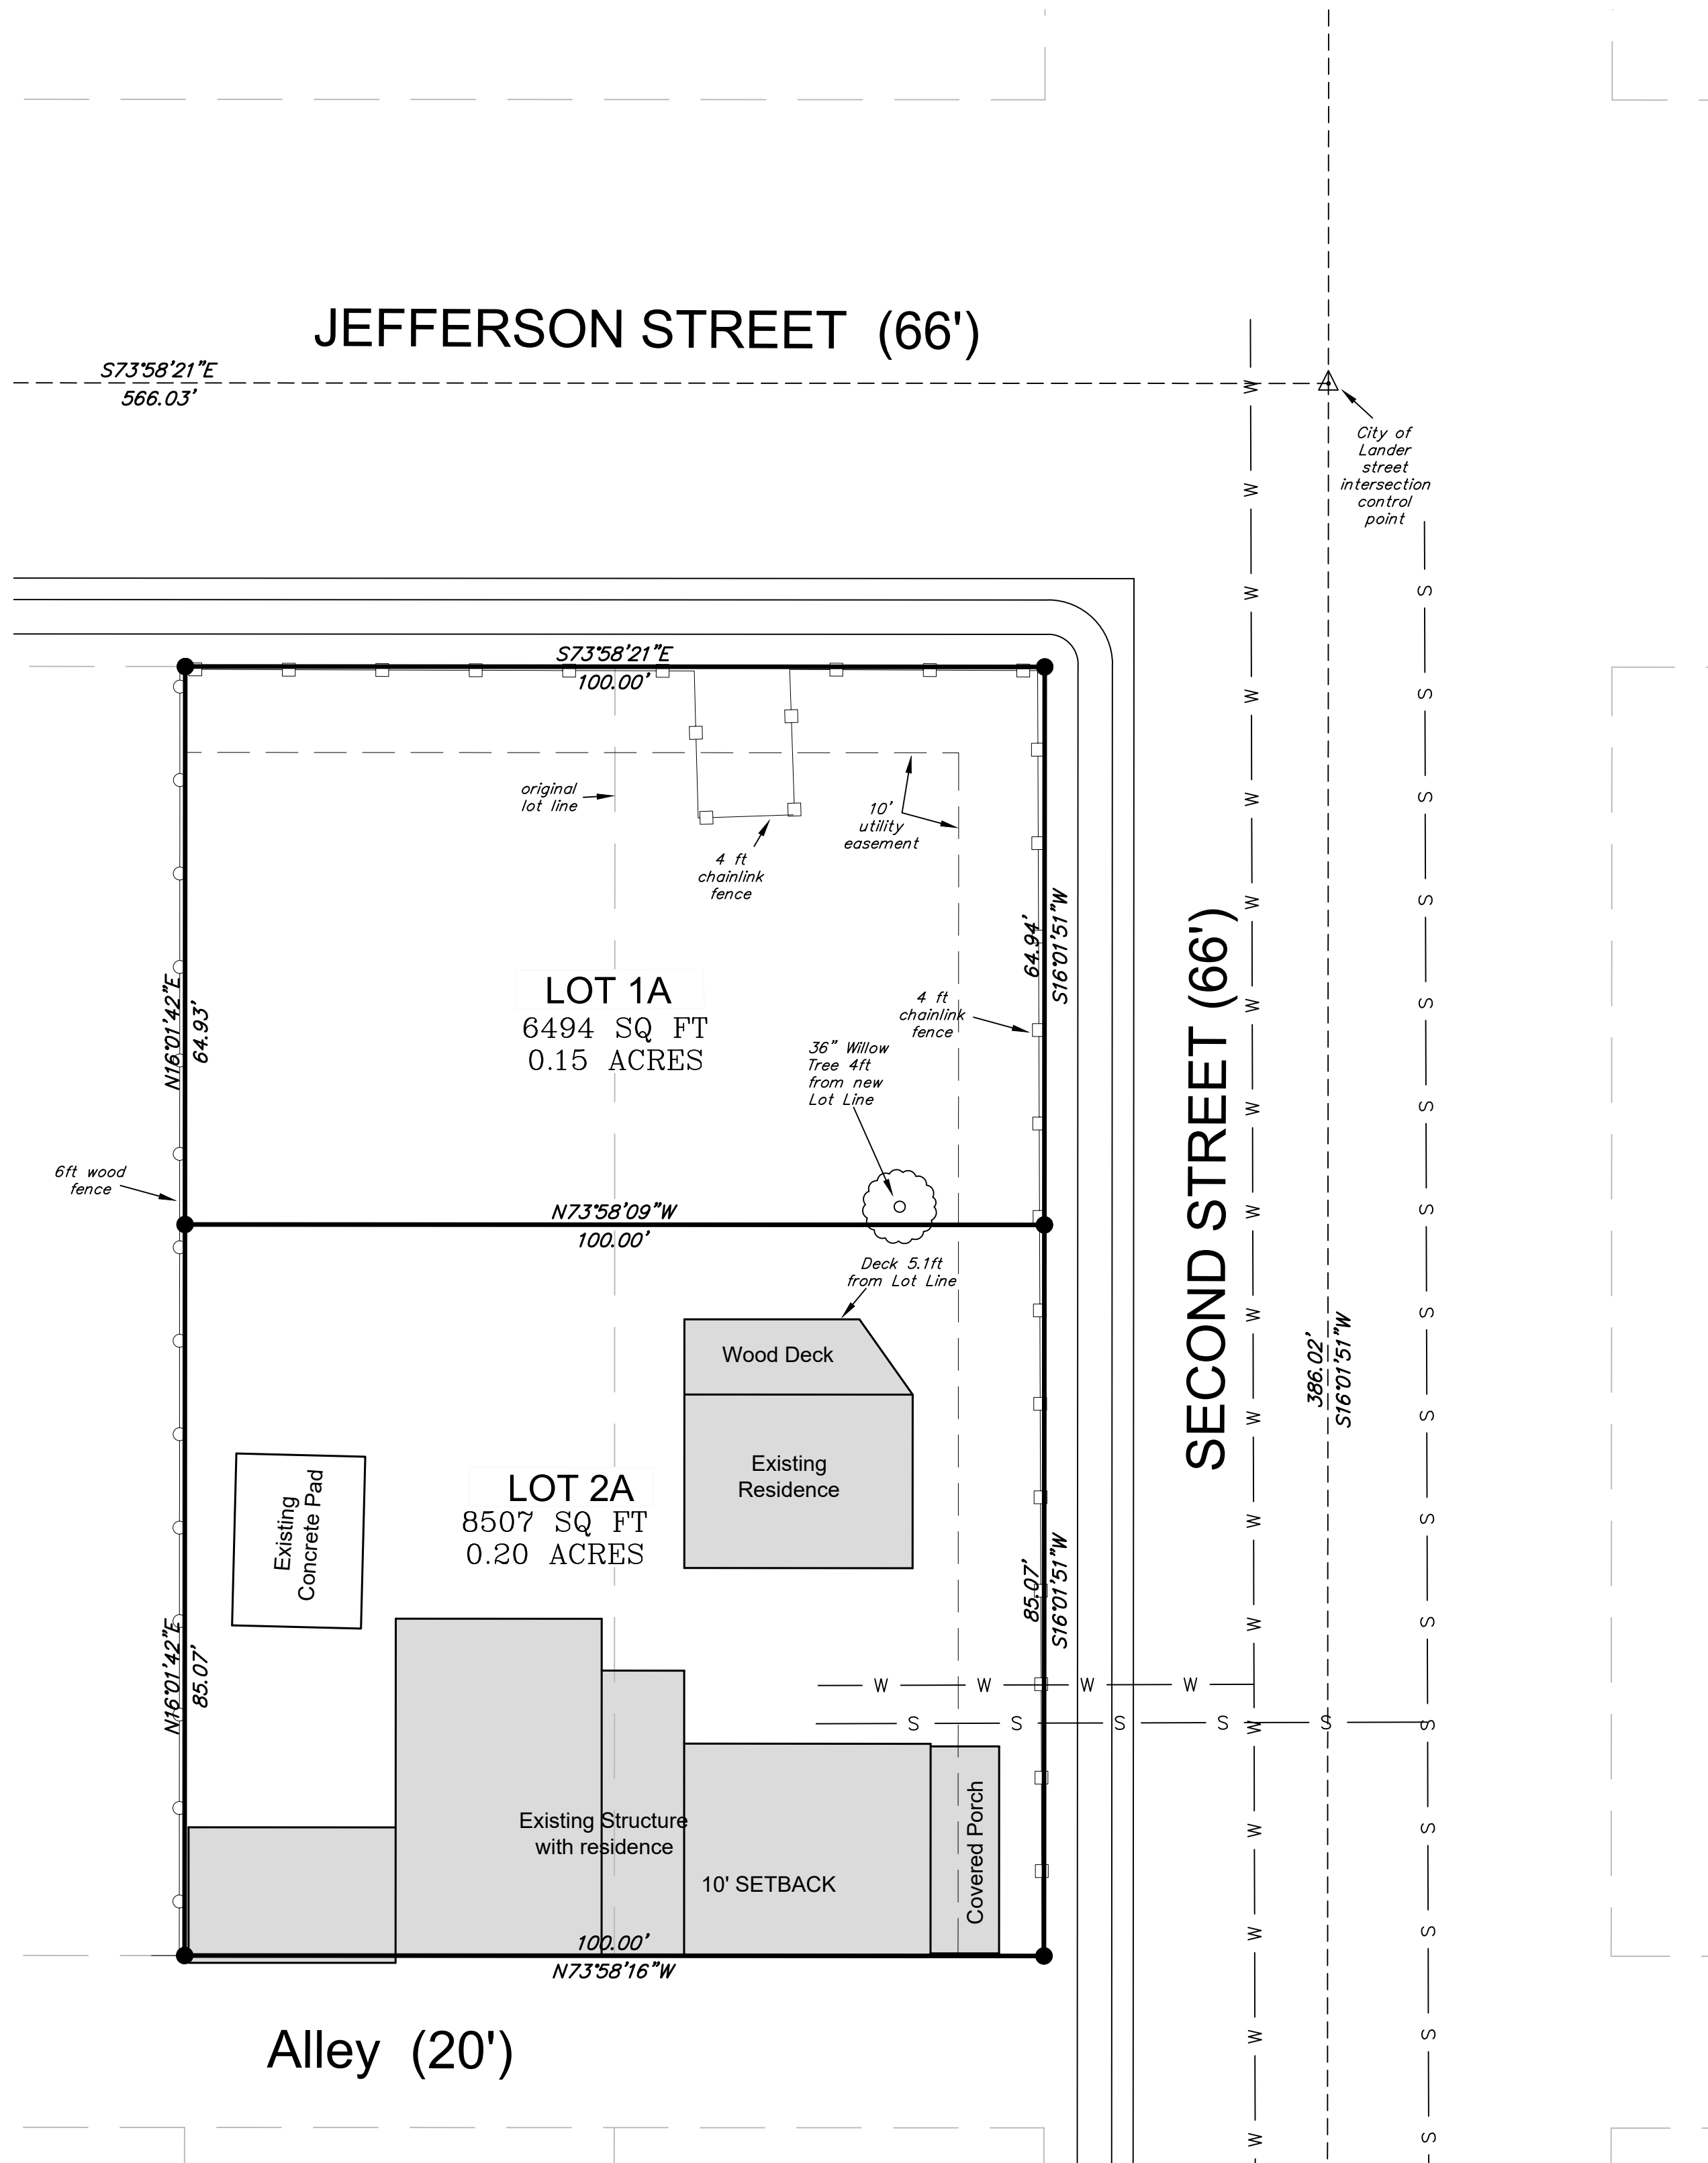 JEFFERSON STREET (66')
S73°58'21"E
566.03'
City of
Lander
street
intersection
control
point
S73°58'21"E
100.00'
original
lot line
10'
utility
easement
4 ft
chainlink
fence
64.94'
S16°01'51"W
SECOND STREET (66')
LOT 1A
6494 SQ FT
0.15 ACRES
4 ft
chainlink
fence
N16°01'42"E
64.93'
36" Willow
Tree 4ft
from new
Lot Line
6ft wood
fence
N73°58'09"W
100.00'
Deck 5.1ft
from Lot Line
Wood Deck
386.02'
S16°01'51"W
Existing
Residence
LOT 2A
8507 SQ FT
0.20 ACRES
Existing
Concrete Pad
85.07'
S16°01'51"W
N16°01'42"E
85.07'
W W W W
S S S S S
W W W W W W W W W W W W W W W W W W
S S S S S S S S S S S S S S S S
Existing Structure
with residence
10' SETBACK
Covered Porch
100.00'
N73°58'16"W
Alley (20')